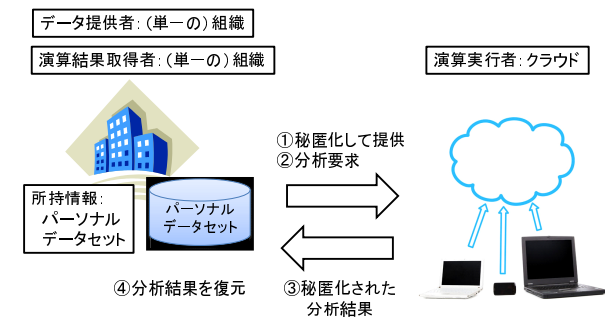 データ提供者:(単一の)組織
演算結果取得者:(単一の)組織
演算実行者:クラウド
①秘匿化して提供
②分析要求
所持情報:
パーソナル
データセット
パーソナル
データセット
④分析結果を復元
③秘匿化された
分析結果